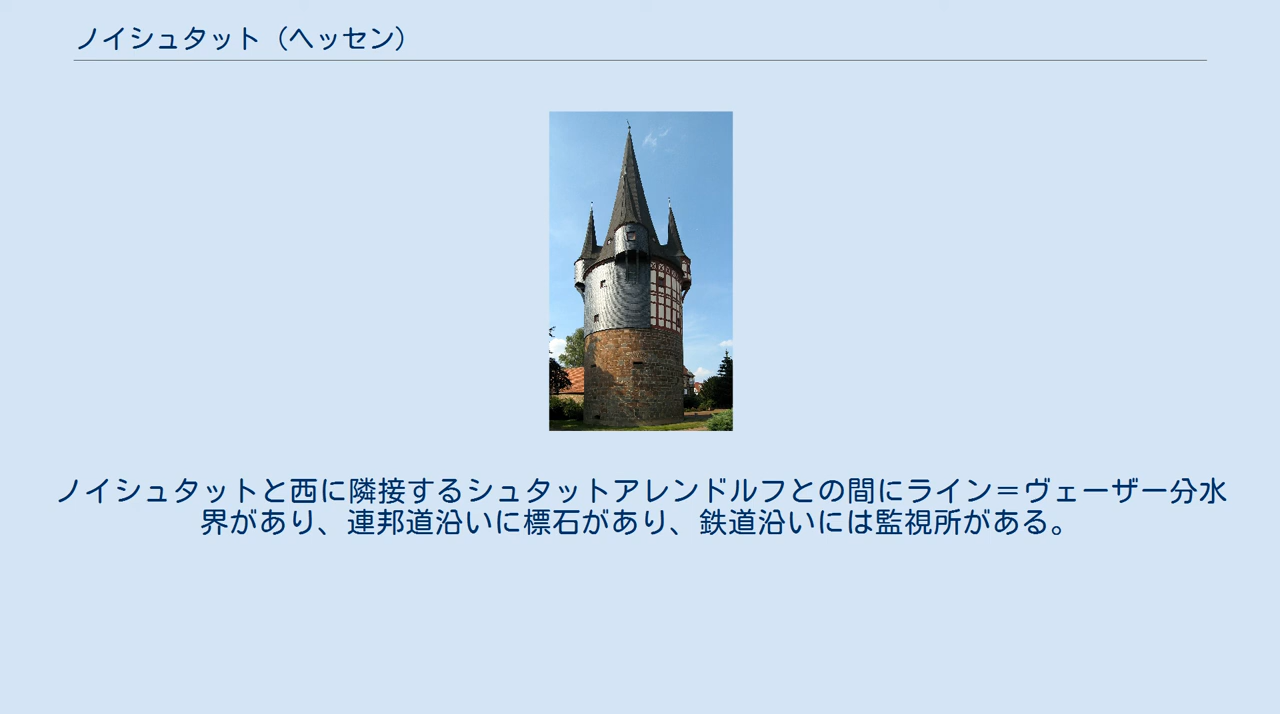 ノイシュタット（ヘッセン）
ノイシュタットと西に隣接するシュタットアレンドルフとの間にライン＝ヴェーザー分水
界があり、連邦道沿いに標石があり、鉄道沿いには監視所がある。